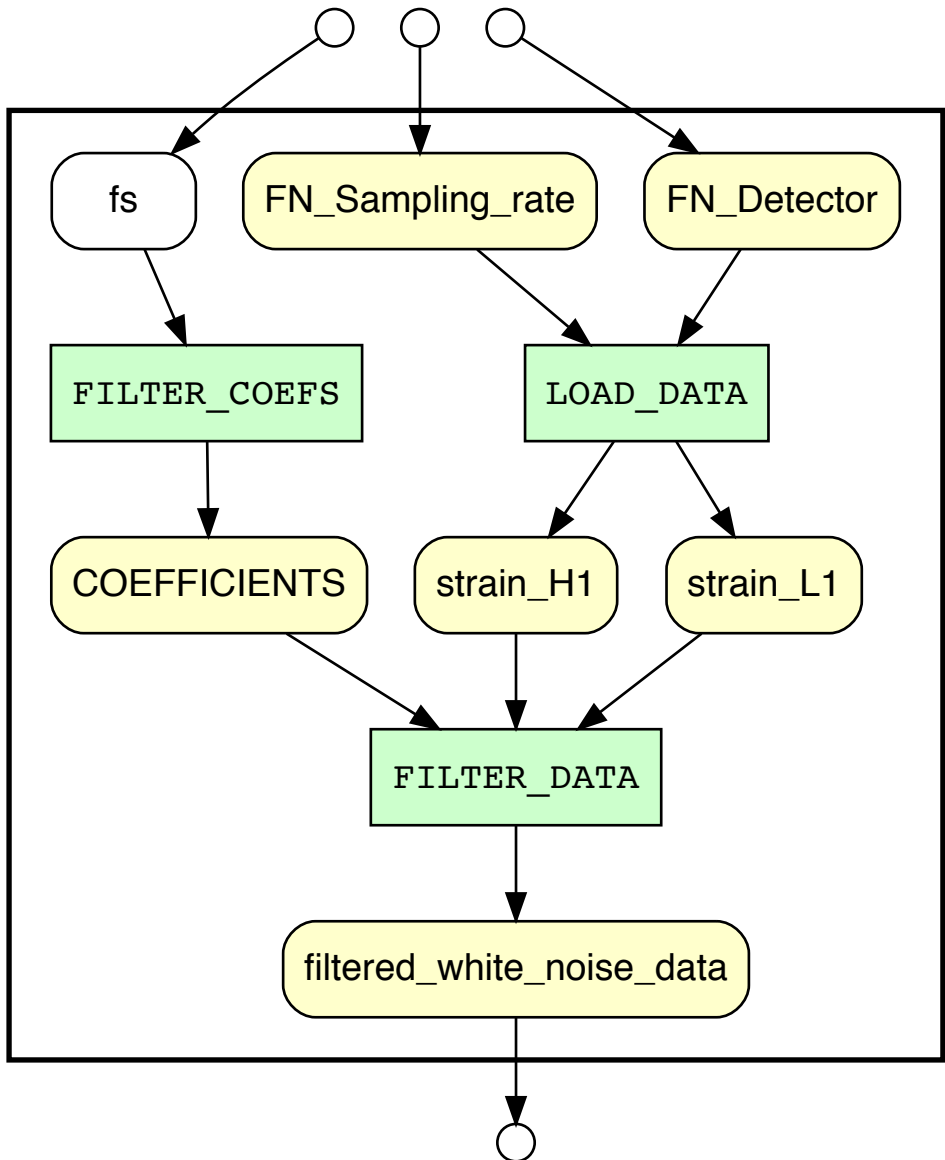 fs
FN_Sampling_rate
FN_Detector
FILTER_COEFS
LOAD_DATA
COEFFICIENTS
strain_H1
strain_L1
FILTER_DATA
filtered_white_noise_data